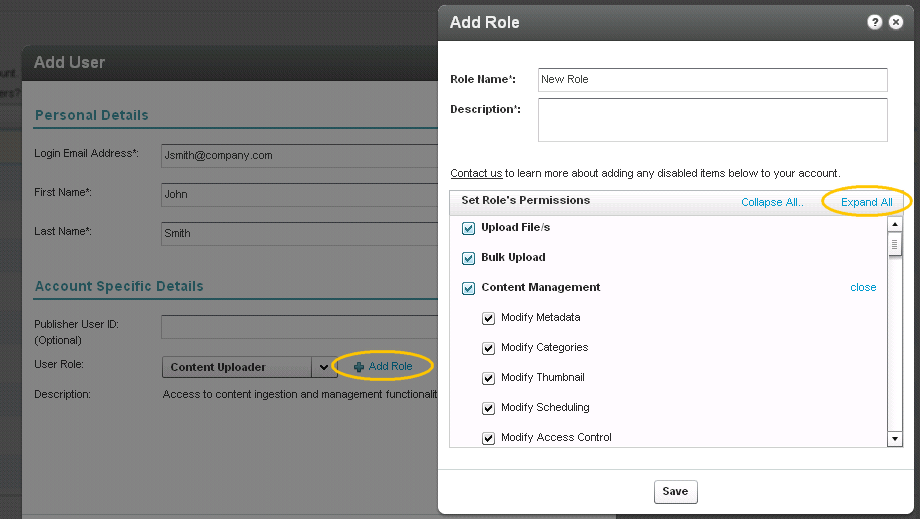 ount.
ers?
Add User
Personal Details
Login Email Address*: Jsmith@company.com
First Name*: John
Last Name*: Smith
Account Specific Details
Publisher User ID:
(Optional)
User Role: Content Uploader Add Role
Description: Access to content ingestion and management functionalit
Add Role
?
Role Name*: New Role
Description*:
Contact us to learn more about adding any disabled items below to your account.
Set Role's Permissions Collapse All.. Expand All
Upload File/s
Bulk Upload
Content Management close
Modify Metadata
Modify Categories
Modify Thumbnail
Modify Scheduling
Modify Access Control
Save